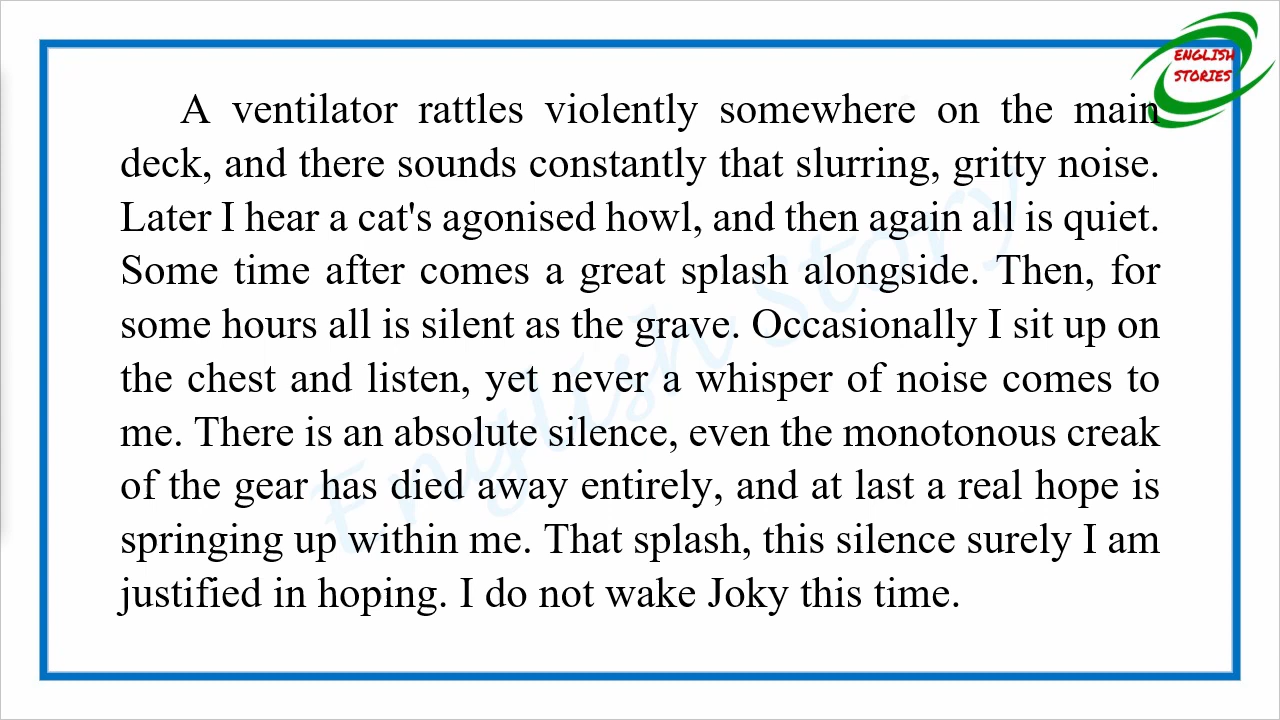 ENGLISH
STORIES
A ventilator rattles violently somewhere on the main
deck, and there sounds constantly that slurring, gritty noise.
Later I hear a cat's agonised howl, and then again all is quiet.
Some time after comes a great splash alongside. Then, for
some hours all is silent as the grave. Occasionally I sit up on
the chest and listen, yet never a whisper of noise comes to
me. There is an absolute silence, even the monotonous creak
of the gear has died away entirely, and at last a real hope is
springing up within me. That splash, this silence surely I am
justified in hoping. I do not wake Joky this time.
English Story